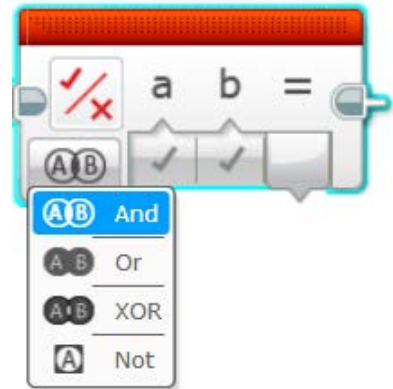 a b =
A B
A B And
A B Or
A B XOR
A Not